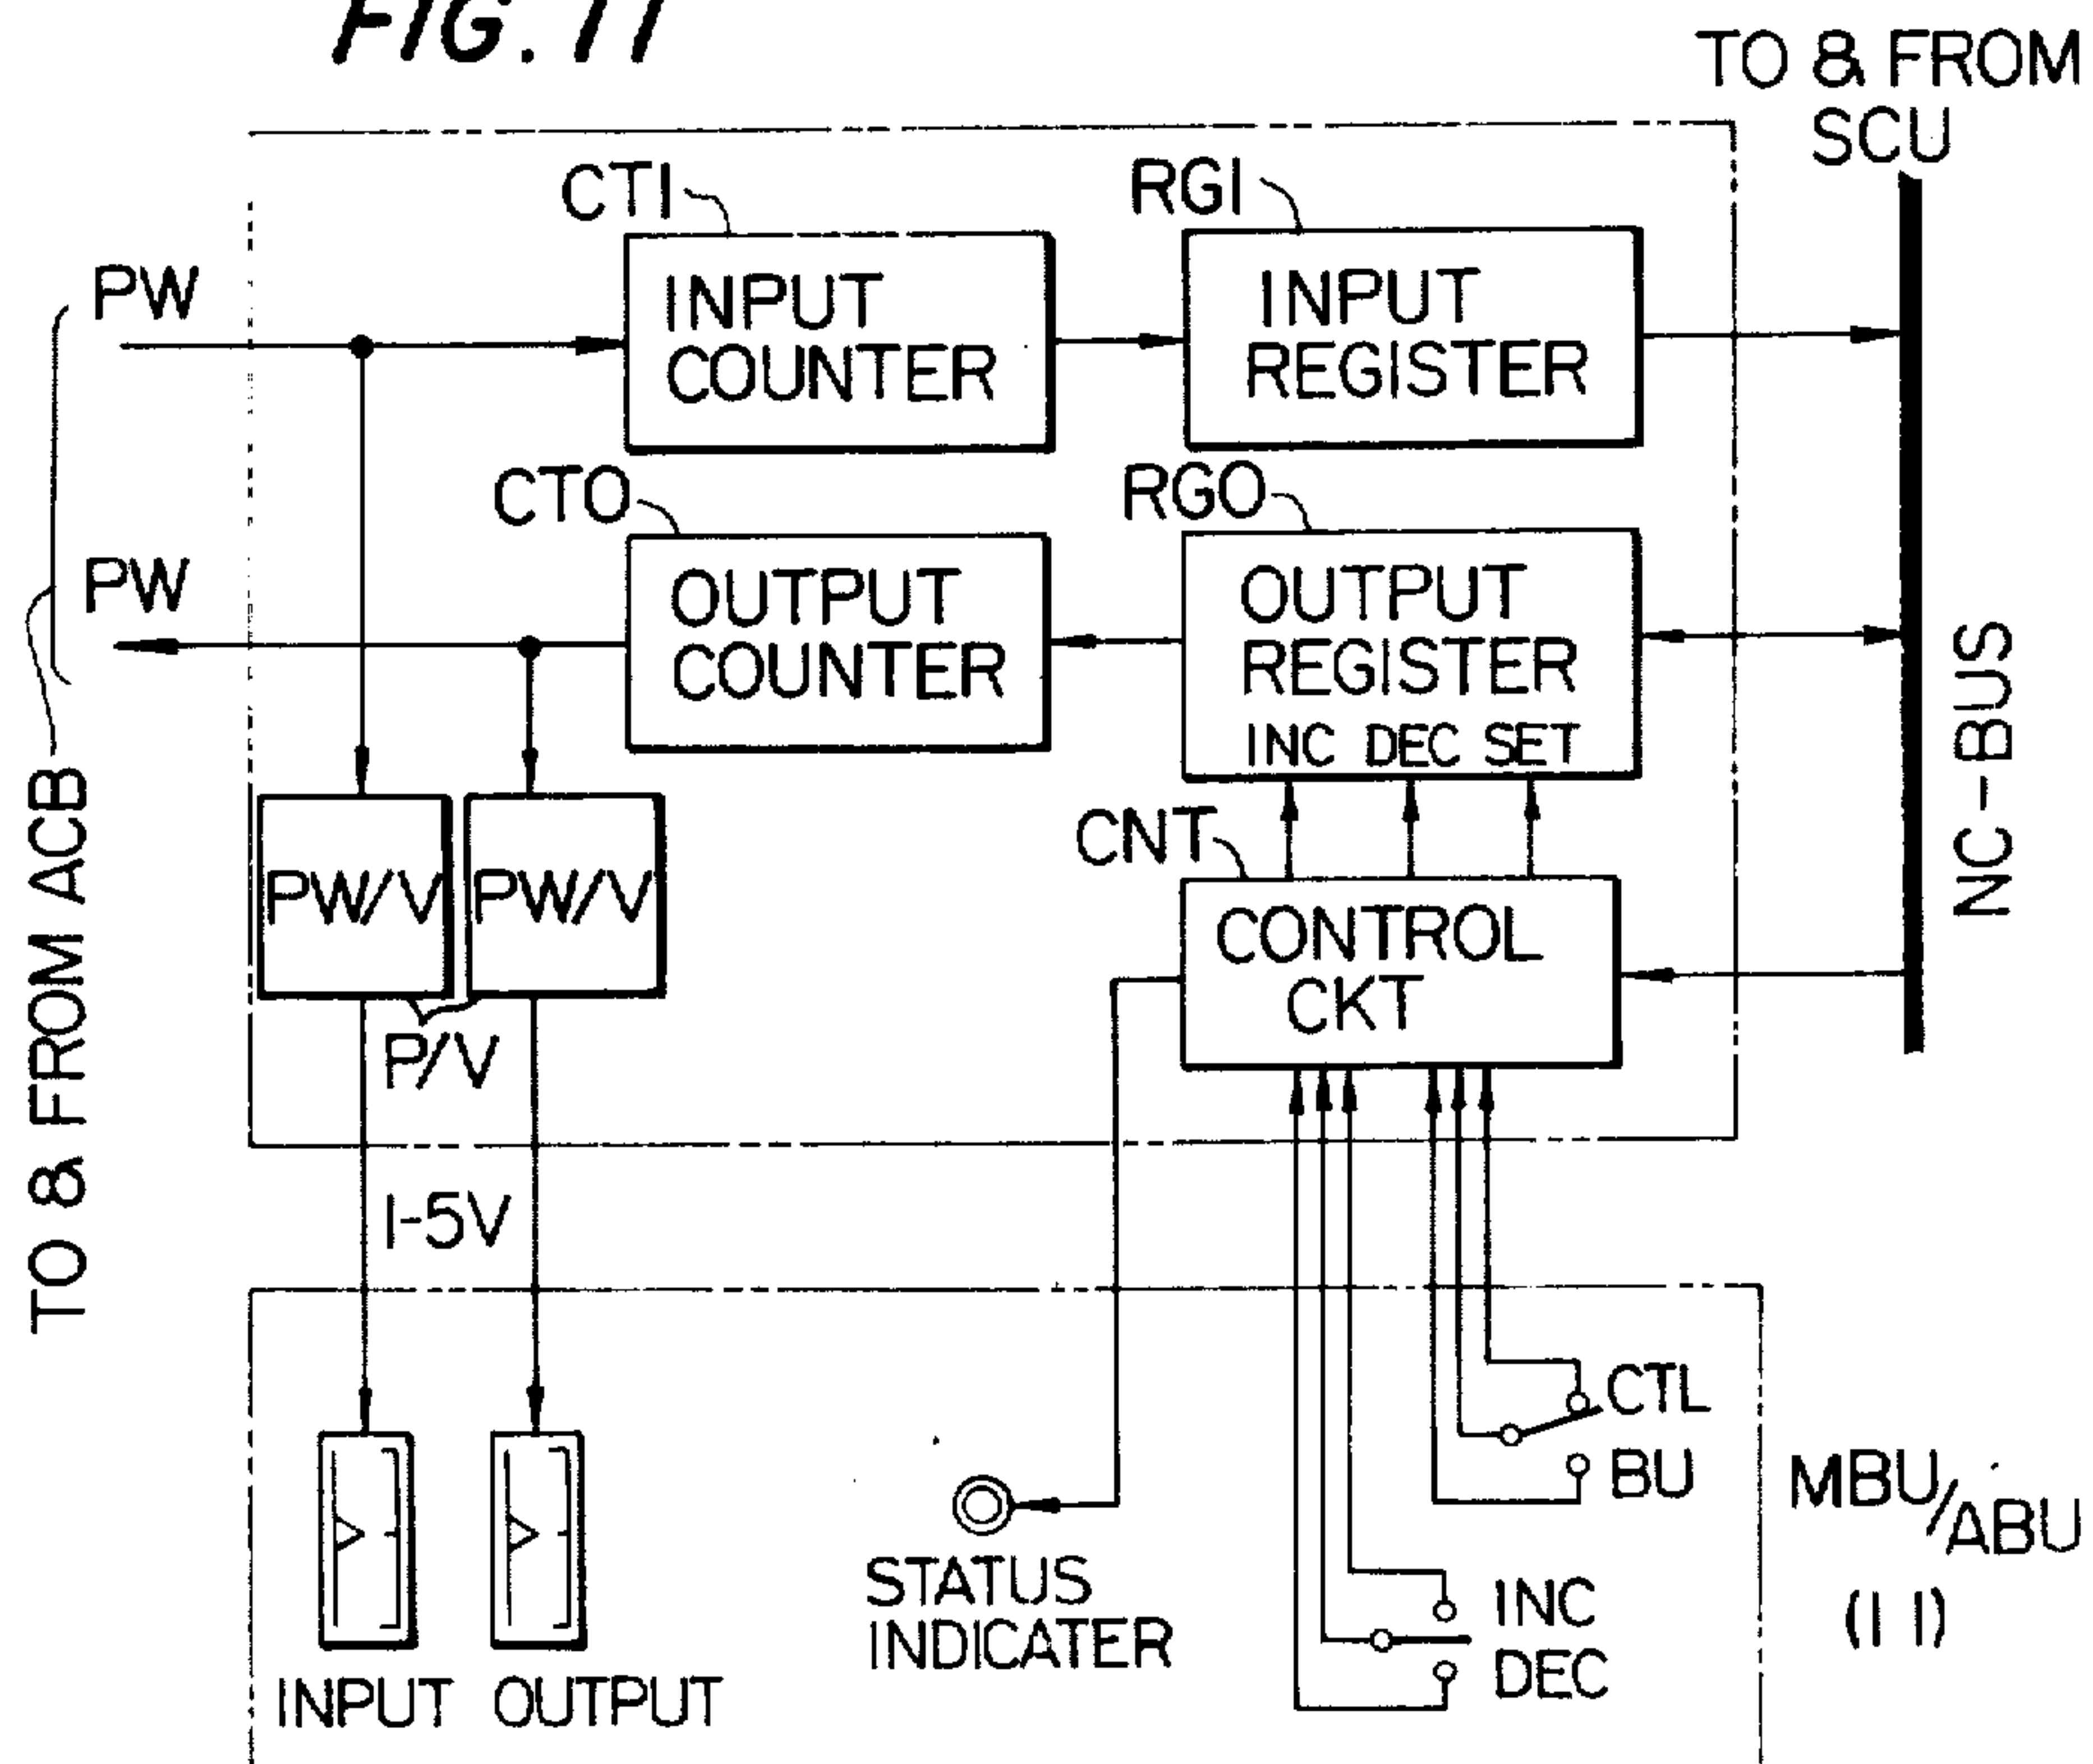 FIG. 11
TO & FROM
SCU
CTI
RGI
PW
INPUT
COUNTER
INPUT
REGISTER
CTO
RGO
PW
OUTPUT
COUNTER
OUTPUT
REGISTER
INC DEC SET
NC-BUS
TO & FROM ACB
PW/V
PW/V
CNT
CONTROL
CKT
P/V
1-5V
CTL
BU
MBU/ABU
(11)
STATUS
INDICATER
INC
DEC
INPUT
OUTPUT